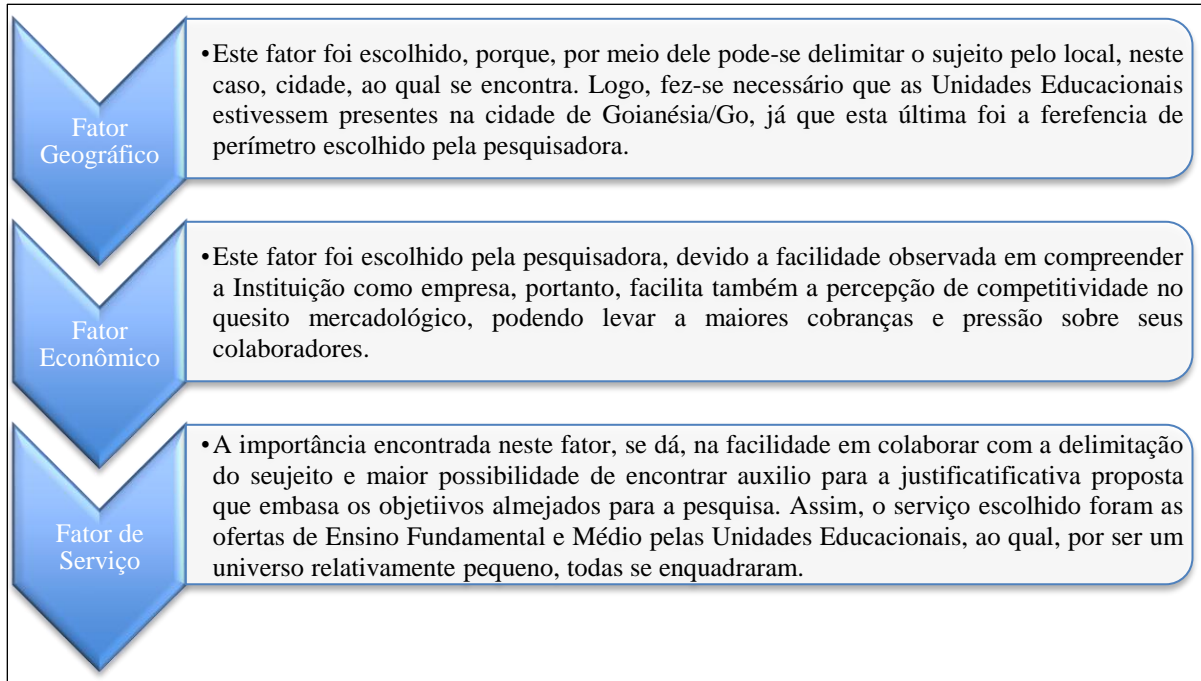 Fator
Geográfico
•Este fator foi escolhido, porque, por meio dele pode-se delimitar o sujeito pelo local, neste
caso, cidade, ao qual se encontra. Logo, fez-se necessário que as Unidades Educacionais
estivessem presentes na cidade de Goianésia/Go, já que esta última foi a ferefencia de
perímetro escolhido pela pesquisadora.
Fator
Econômico
•Este fator foi escolhido pela pesquisadora, devido a facilidade observada em compreender
a Instituição como empresa, portanto, facilita também a percepção de competitividade no
quesito mercadológico, podendo levar a maiores cobranças e pressão sobre seus
colaboradores.
Fator de
Serviço
•A importância encontrada neste fator, se dá, na facilidade em colaborar com a delimitação
do seujeito e maior possibilidade de encontrar auxilio para a justificatificativa proposta
que embasa os objetiivos almejados para a pesquisa. Assim, o serviço escolhido foram as
ofertas de Ensino Fundamental e Médio pelas Unidades Educacionais, ao qual, por ser um
universo relativamente pequeno, todas se enquadraram.